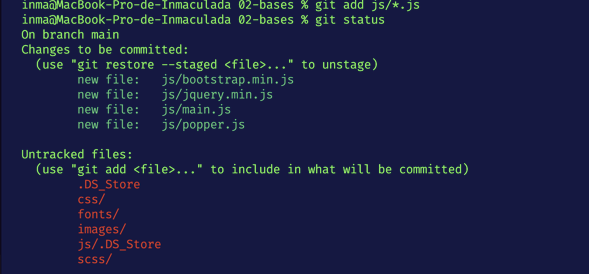 inma@MacBook-Pro-de-Inmaculada 02-bases % git add js/*.js
inma@MacBook-Pro-de-Inmaculada 02-bases % git status
On branch main
Changes to be committed:
  (use "git restore --staged <file>..." to unstage)
        new file:   js/bootstrap.min.js
        new file:   js/jquery.min.js
        new file:   js/main.js
        new file:   js/popper.js

Untracked files:
  (use "git add <file>..." to include in what will be committed)
        .DS_Store
        css/
        fonts/
        images/
        js/.DS_Store
        scss/